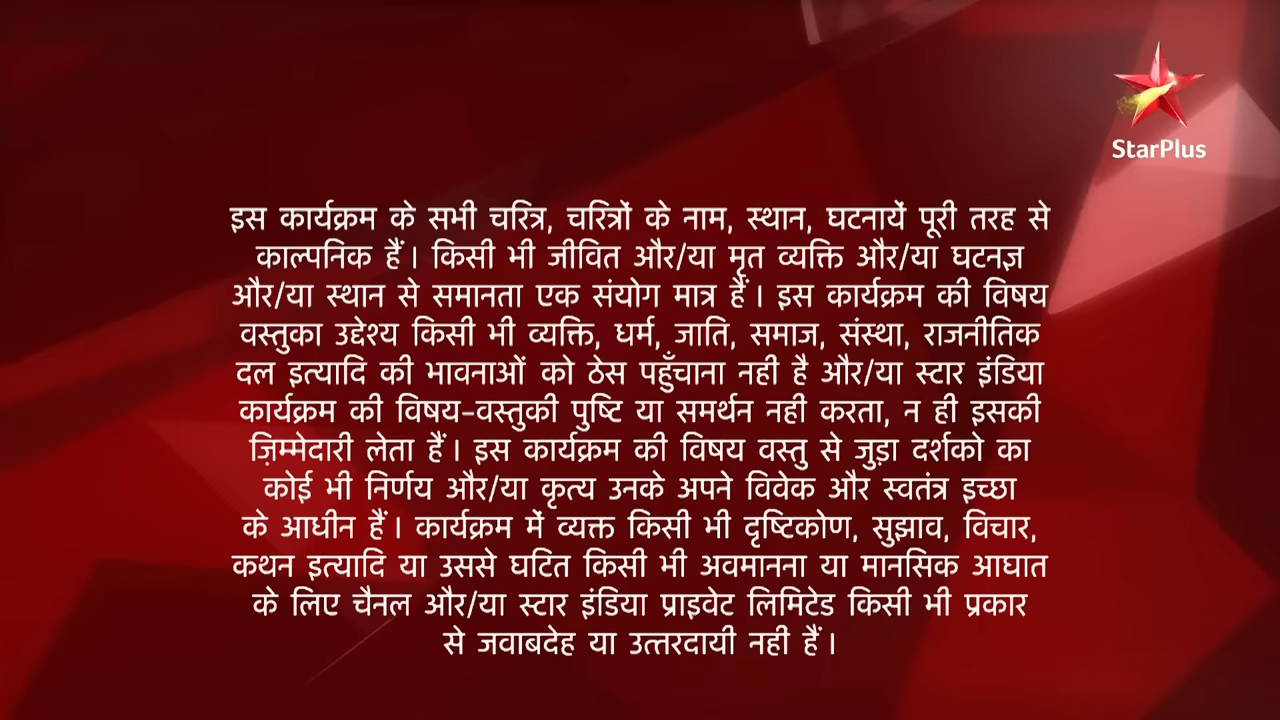 StarPlus
इस कार्यक्रम के सभी चरित्र, चरित्रों के नाम, स्थान, घटनायें पूरी तरह से
काल्पनिक हैं। किसी भी जीवित और/या मृत व्यक्ति और/या घटनज्ञ
और/या स्थान से समानता एक संयोग मात्र हैं। इस कार्यक्रम की विषय
वस्तुका उद्देश्य किसी भी व्यक्ति, धर्म, जाति, समाज, संस्था, राजनीतिक
दल इत्यादि की भावनाओं को ठेस पहुँचाना नही है और/या स्टार इंडिया
कार्यक्रम की विषय-वस्तुकी पुष्टि या समर्थन नही करता, न ही इसकी
ज़िम्मेदारी लेता हैं। इस कार्यक्रम की विषय वस्तु से जुड़ा दर्शको का
कोई भी निर्णय और/या कृत्य उनके अपने विवेक और स्वतंत्र इच्छा
के आधीन हैं। कार्यक्रम में व्यक्त किसी भी दृष्टिकोण, सुझाव, विचार,
कथन इत्यादि या उससे घटित किसी भी अवमानना या मानसिक आघात
के लिए चैनल और/या स्टार इंडिया प्राइवेट लिमिटेड किसी भी प्रकार
से जवाबदेह या उत्तरदायी नही हैं।